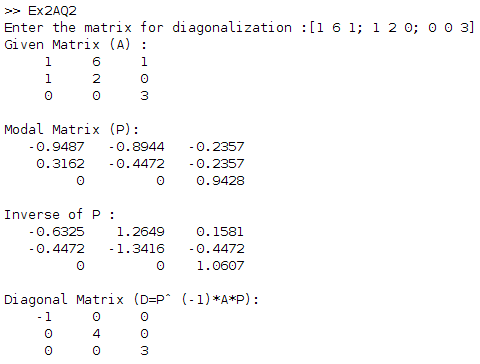 >> Ex2AQ2
Enter the matrix for diagonalization :[1 6 1; 1 2 0; 0 0 3]
Given Matrix (A) :
1 6 1
1 2 0
0 0 3
Modal Matrix (P):
-0.9487 -0.8944 -0.2357
0.3162 -0.4472 -0.2357
0 0 0.9428
Inverse of P :
-0.6325 1.2649 0.1581
-0.4472 -1.3416 -0.4472
0 0 1.0607
Diagonal Matrix (D=P^ (-1)*A*P):
-1 0 0
0 4 0
0 0 3